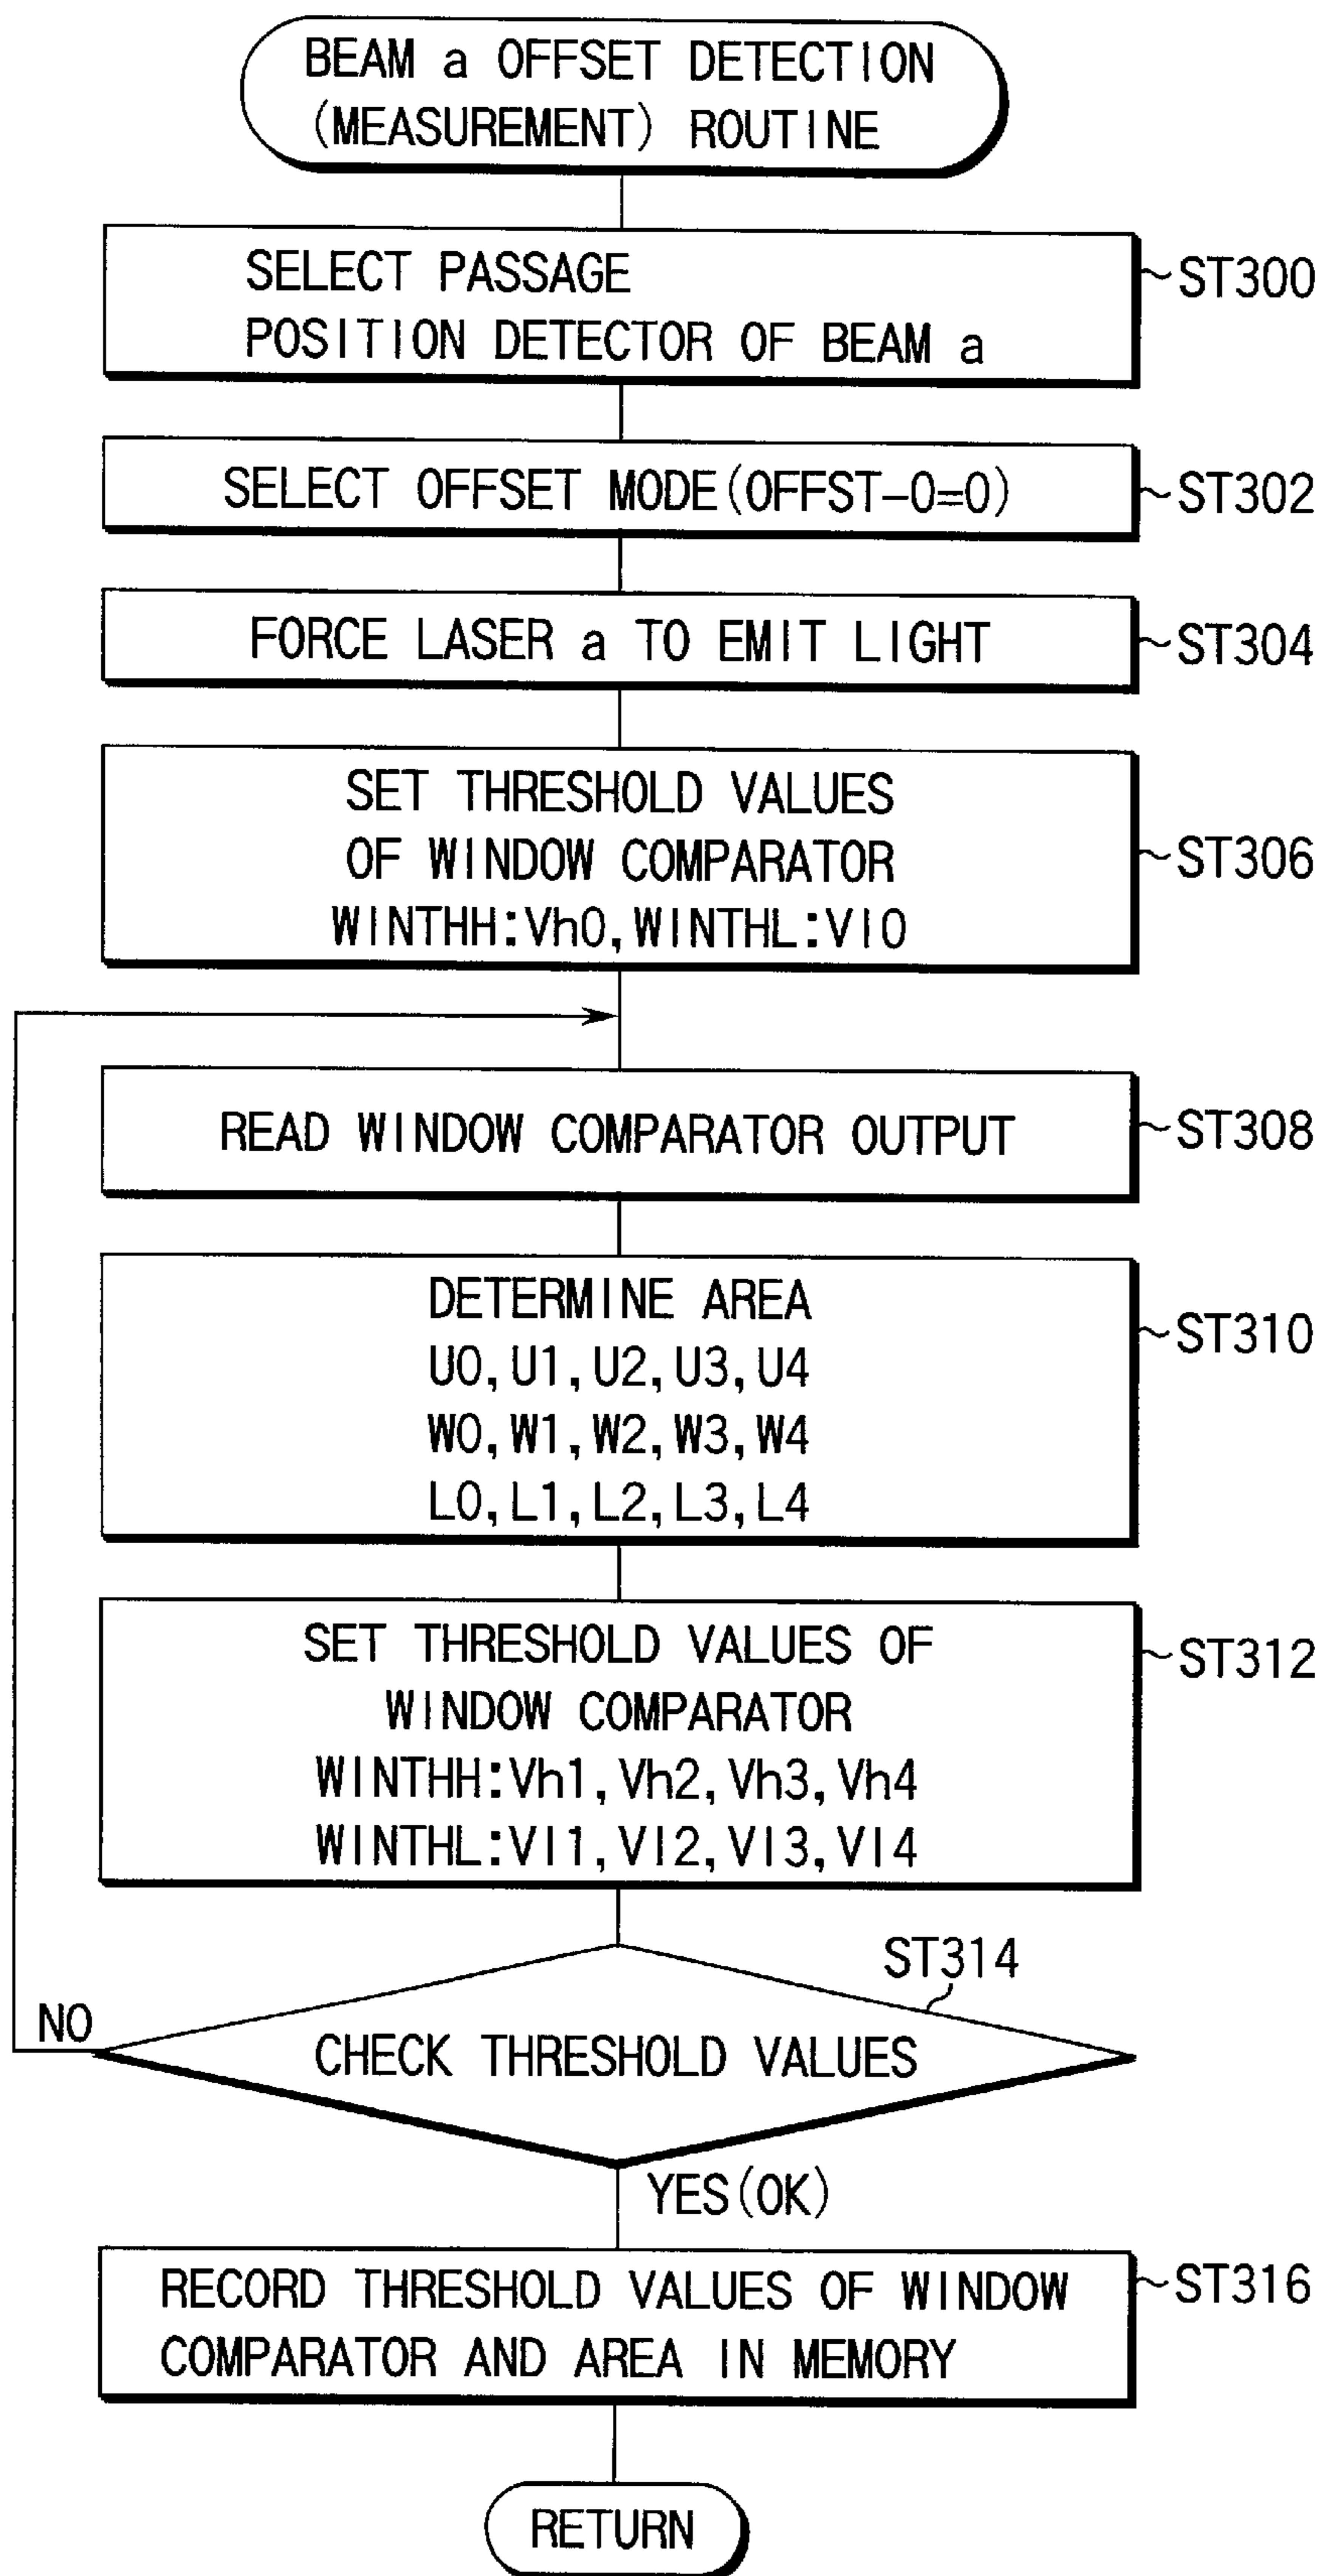 BEAM a OFFSET DETECTION
(MEASUREMENT) ROUTINE
SELECT PASSAGE
POSITION DETECTOR OF BEAM a
ST300
SELECT OFFSET MODE(OFFST-0=0)
ST302
FORCE LASER a TO EMIT LIGHT
ST304
SET THRESHOLD VALUES
OF WINDOW COMPARATOR
WINTHH:Vh0,WINTHL:Vl0
ST306
READ WINDOW COMPARATOR OUTPUT
ST308
DETERMINE AREA
U0,U1,U2,U3,U4
W0,W1,W2,W3,W4
L0,L1,L2,L3,L4
ST310
SET THRESHOLD VALUES OF
WINDOW COMPARATOR
WINTHH:Vh1,Vh2,Vh3,Vh4
WINTHL:Vl1,Vl2,Vl3,Vl4
ST312
ST314
NO
CHECK THRESHOLD VALUES
YES(OK)
RECORD THRESHOLD VALUES OF WINDOW
COMPARATOR AND AREA IN MEMORY
ST316
RETURN